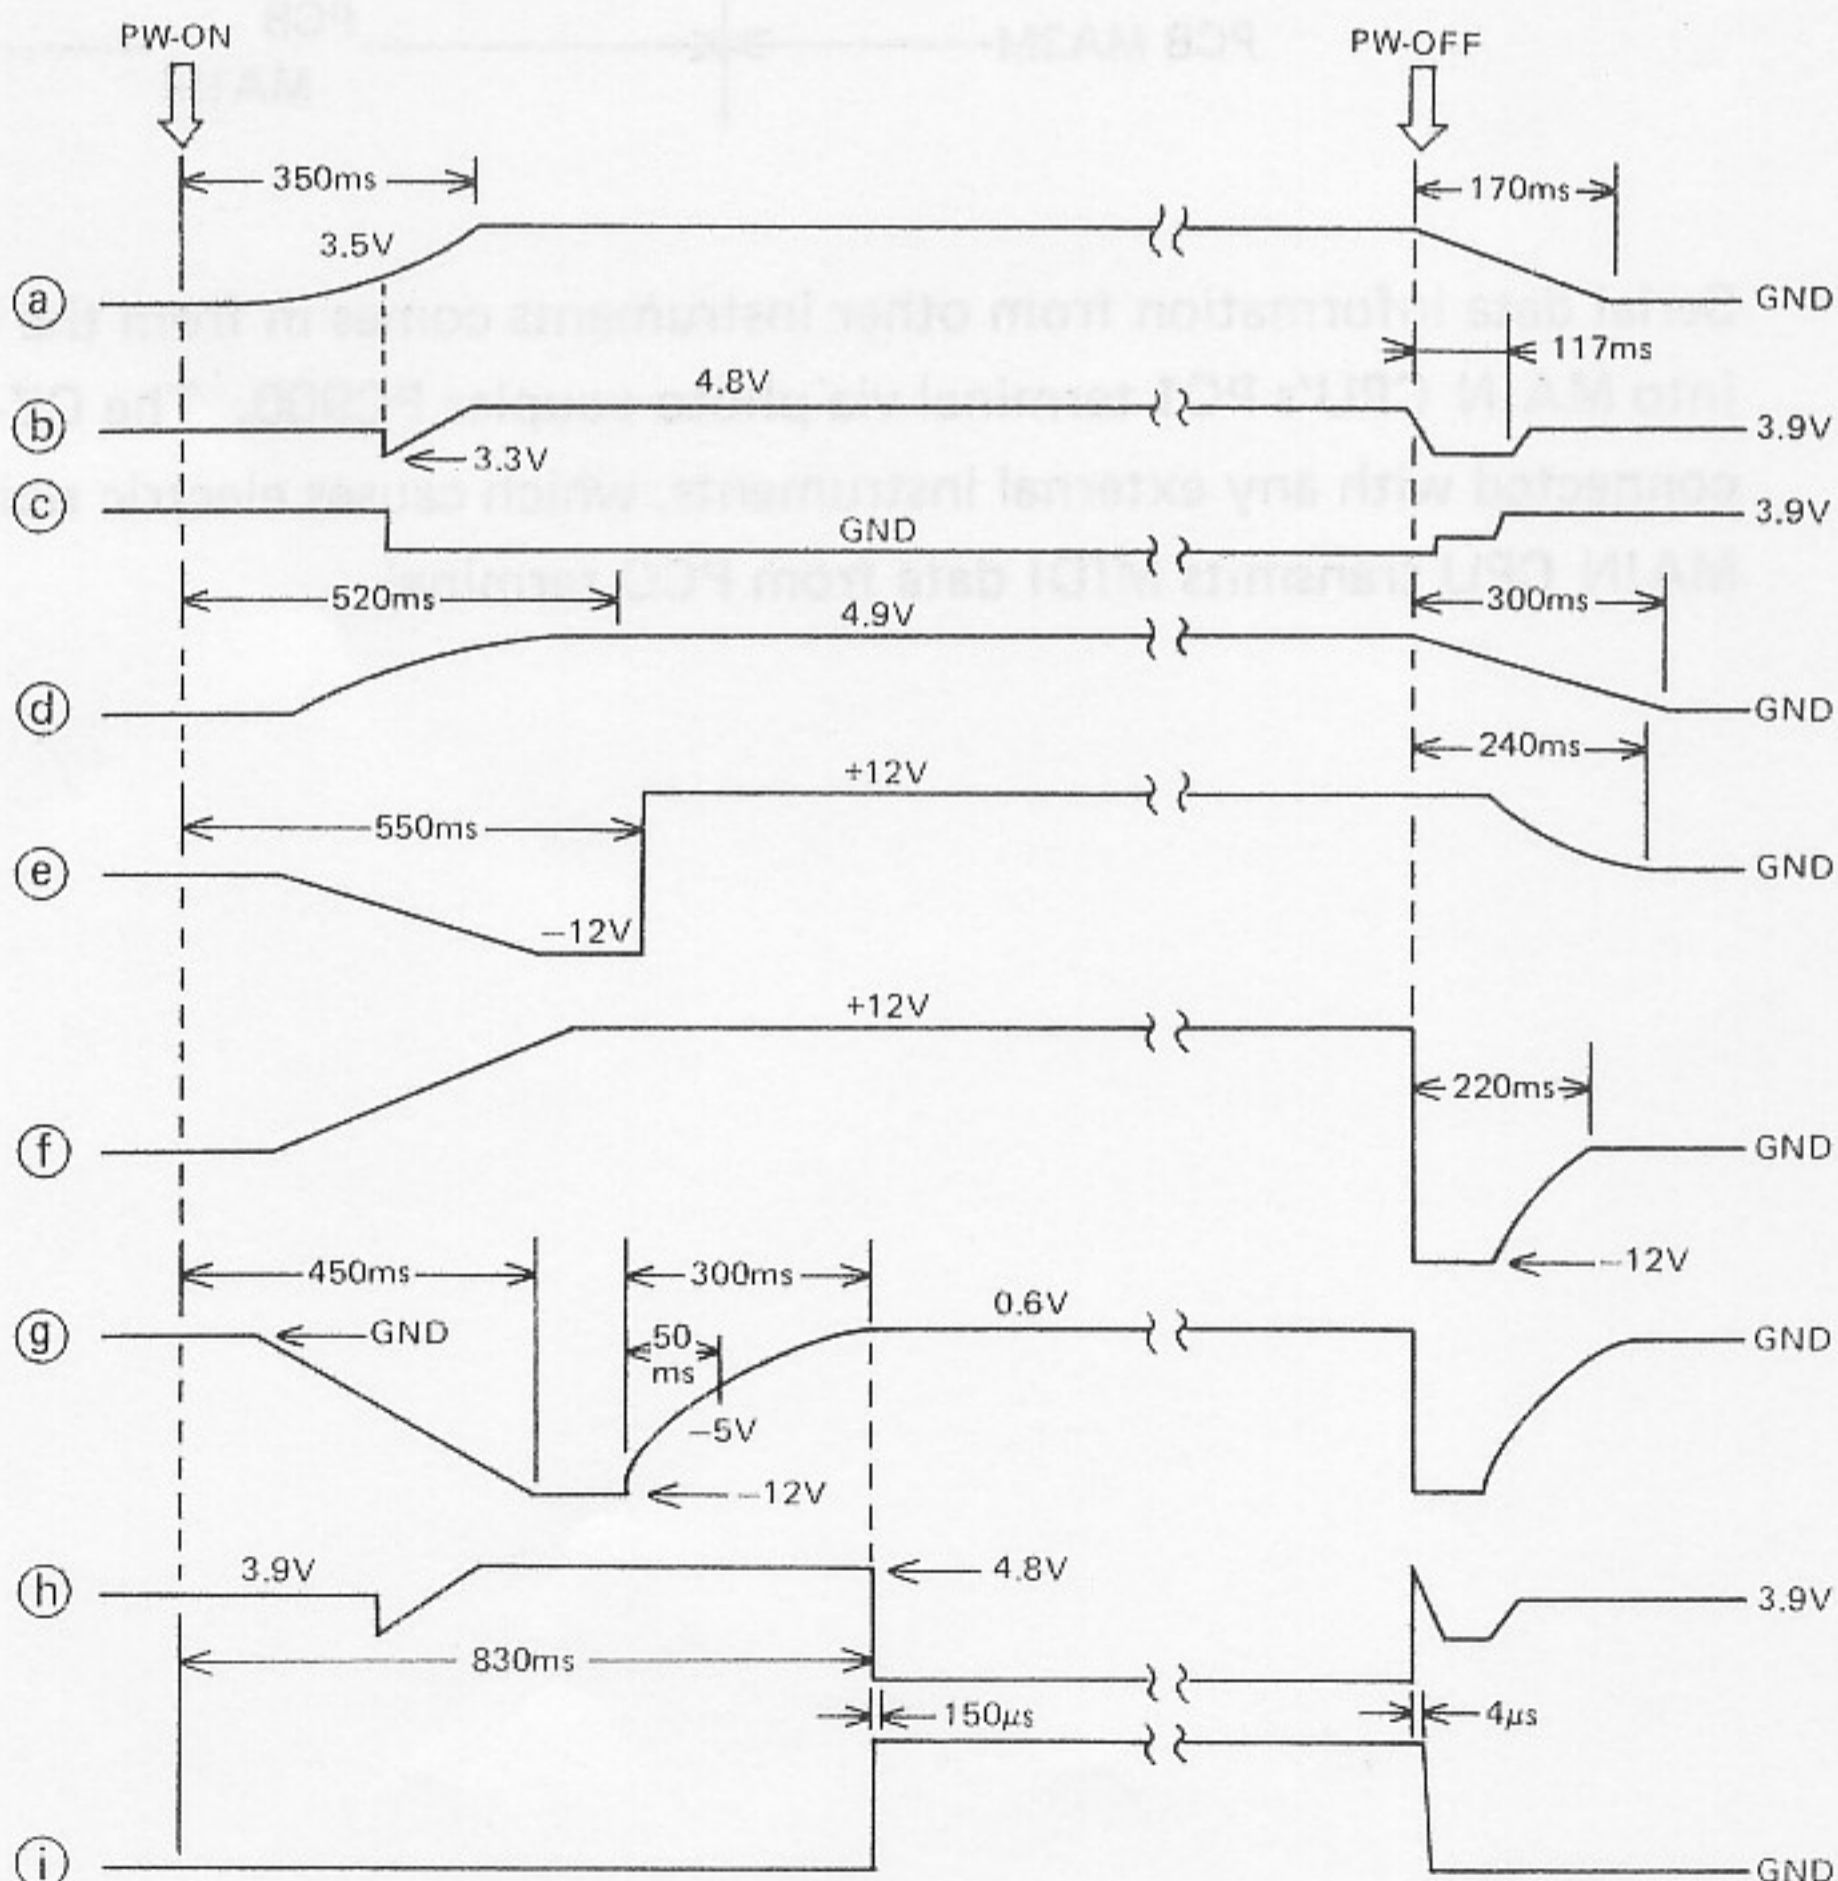 PW-ON
PW-OFF
350ms
170ms
3.5V
ⓐ
GND
117ms
4.8V
ⓑ
3.9V
3.3V
ⓒ
3.9V
GND
520ms
300ms
4.9V
ⓓ
GND
240ms
+12V
550ms
ⓔ
GND
−12V
+12V
220ms
ⓕ
GND
−12V
450ms
300ms
0.6V
ⓖ
GND
50
ms
GND
−5V
−12V
3.9V
4.8V
ⓗ
3.9V
830ms
150µs
4µs
ⓘ
GND